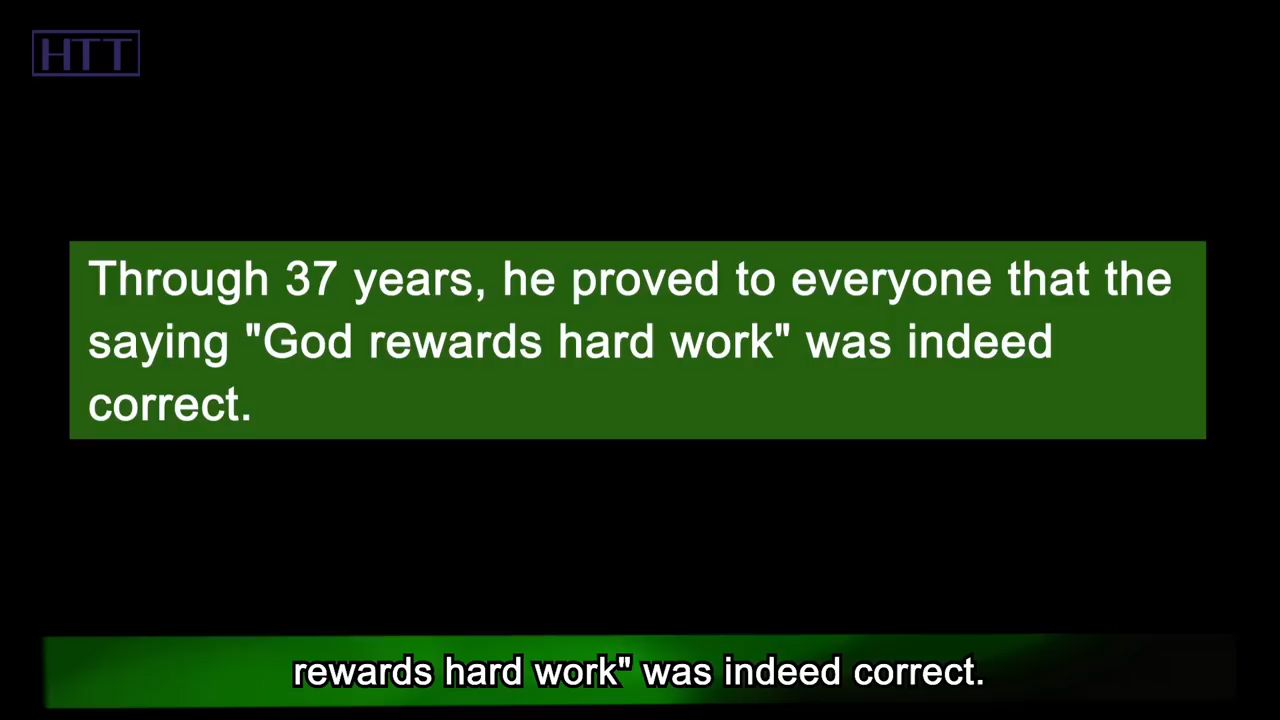 HTT
Through 37 years, he proved to everyone that the
saying "God rewards hard work" was indeed
correct.
rewards hard work" was indeed correct.